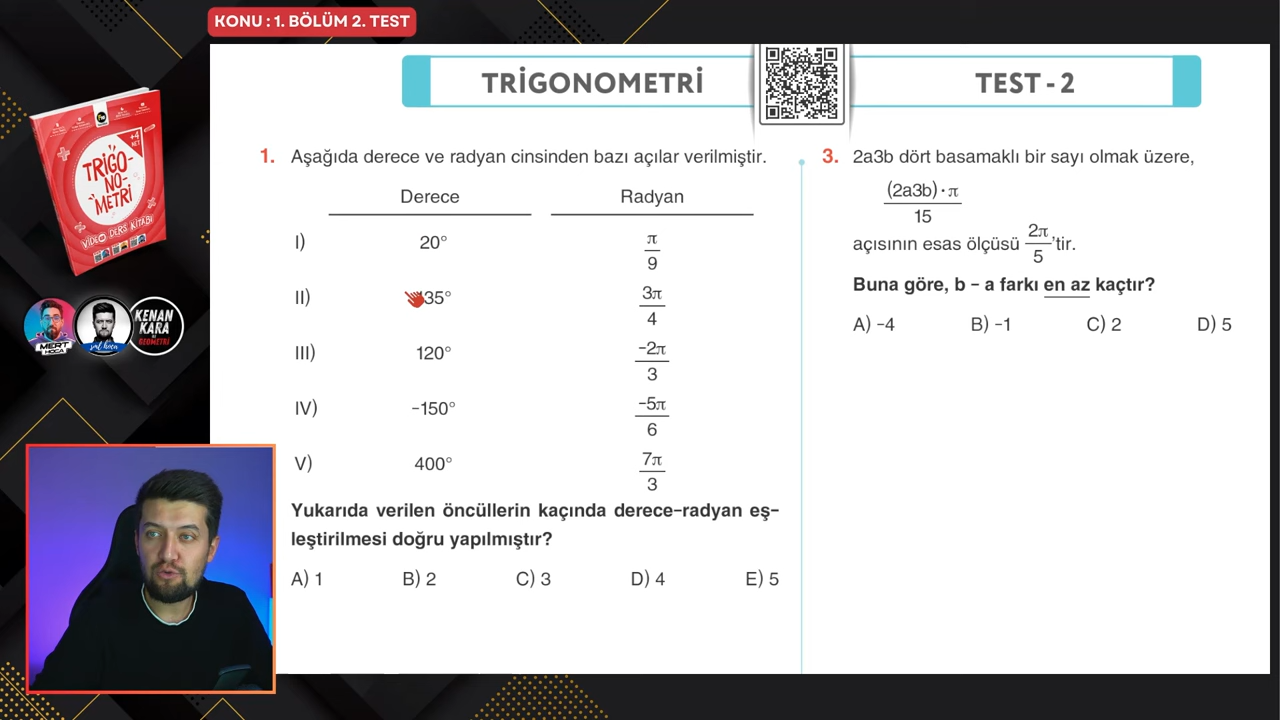 KONU : 1. BÖLÜM 2. TEST
TRİGONOMETRİ
TEST - 2
+4
NET
TRİGO-
NO-
METRİ
VİDEO DERS KİTABI
MERT
HOCA
KENAN
KARA
GEOMETRİ
1. Aşağıda derece ve radyan cinsinden bazı açılar verilmiştir.
Derece Radyan
I) 20° π/9
II) 35° 3π/4
III) 120° -2π/3
IV) -150° -5π/6
V) 400° 7π/3
Yukarıda verilen öncüllerin kaçında derece-radyan eş-
leştirilmesi doğru yapılmıştır?
A) 1 B) 2 C) 3 D) 4 E) 5
3. 2a3b dört basamaklı bir sayı olmak üzere,
(2a3b)·π
15
açısının esas ölçüsü 2π/5'tir.
Buna göre, b - a farkı en az kaçtır?
A) -4 B) -1 C) 2 D) 5